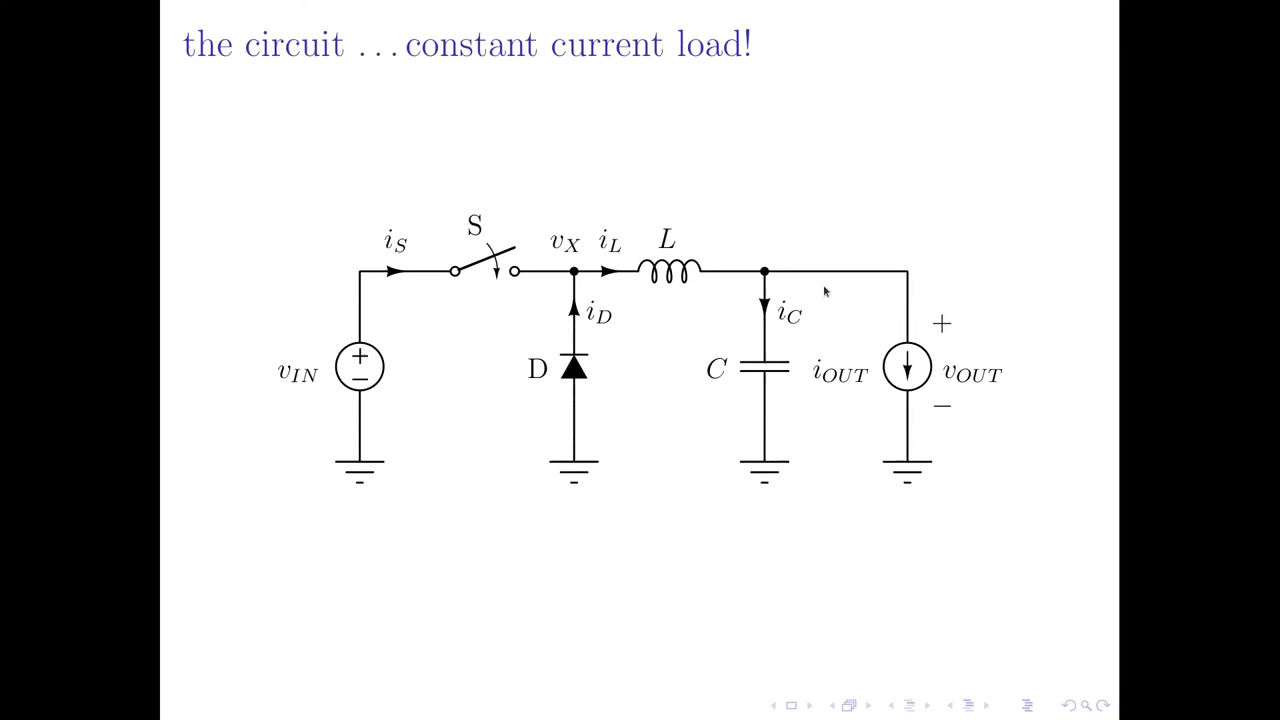 the circuit . . . constant current load!
S
i_S
v_X i_L L
i_D
i_C
+
v_IN
+
−
D
C
i_OUT
v_OUT
−